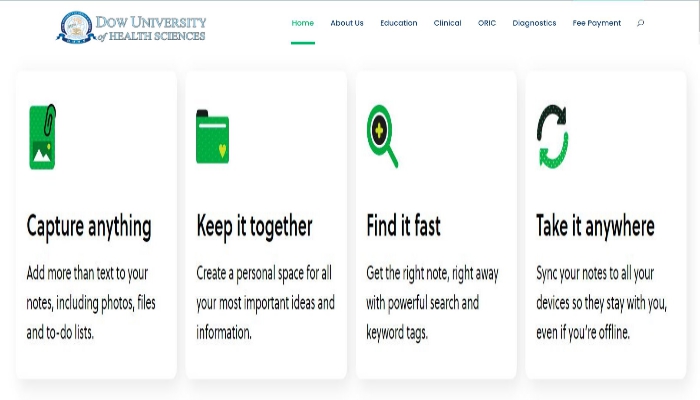 DOW UNIVERSITY
of HEALTH SCIENCES
Home About Us Education Clinical ORIC Diagnostics Fee Payment
Capture anything
Add more than text to your
notes, including photos, files
and to-do lists.
Keep it together
Create a personal space for all
your most important ideas and
information.
Find it fast
Get the right note, right away
with powerful search and
keyword tags.
Take it anywhere
Sync your notes to all your
devices so they stay with you,
even if you're offline.